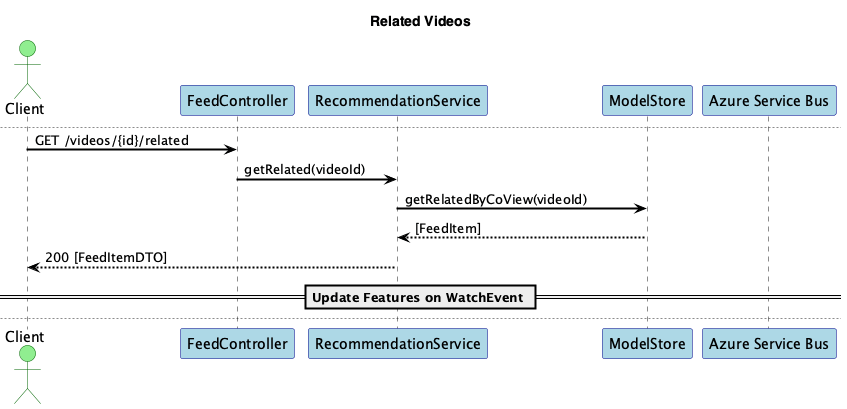 Related Videos
Client
FeedController
RecommendationService
ModelStore
Azure Service Bus
GET /videos/{id}/related
getRelated(videoId)
getRelatedByCoView(videoId)
[FeedItem]
200 [FeedItemDTO]
Update Features on WatchEvent
Client
FeedController
RecommendationService
ModelStore
Azure Service Bus